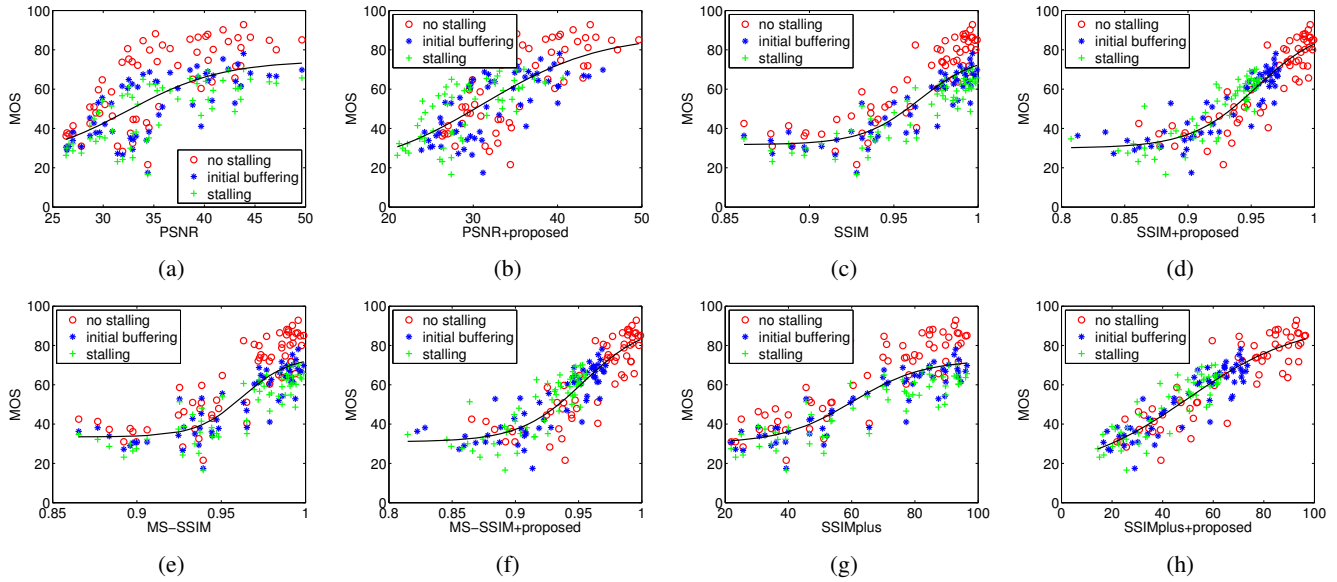 100
80
60
40
20
0
MOS
no stalling
initial buffering
stalling
25 30 35 40 45 50
PSNR
(a)
100
80
60
40
20
0
MOS
no stalling
initial buffering
stalling
20 30 40 50
PSNR+proposed
(b)
100
80
60
40
20
0
MOS
no stalling
initial buffering
stalling
0.85 0.9 0.95 1
SSIM
(c)
100
80
60
40
20
0
MOS
no stalling
initial buffering
stalling
0.8 0.85 0.9 0.95 1
SSIM+proposed
(d)
100
80
60
40
20
0
MOS
no stalling
initial buffering
stalling
0.85 0.9 0.95 1
MS−SSIM
(e)
100
80
60
40
20
0
MOS
no stalling
initial buffering
stalling
0.8 0.85 0.9 0.95 1
MS−SSIM+proposed
(f)
100
80
60
40
20
0
MOS
no stalling
initial buffering
stalling
20 40 60 80 100
SSIMplus
(g)
100
80
60
40
20
0
MOS
no stalling
initial buffering
stalling
0 20 40 60 80 100
SSIMplus+proposed
(h)